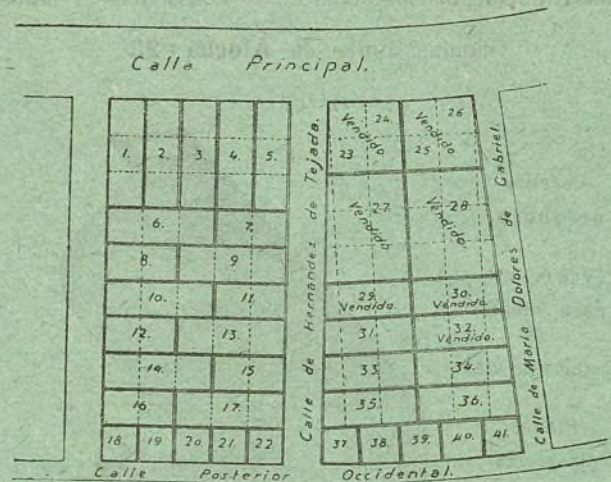 Calle Principal.
1. 2. 3. 4. 5.
6. 7.
8. 9
10. 11.
12. 13.
14. 15
16. 17.
18. 19 20. 21. 22
Calle de Hernandez de Tejada.
24 26
Vendido Vendido
23 25
27. 28
Vendido Vendido.
29. 30.
Vendido. Vendido
31. 32.
Vendido.
33. 34.
35. 36.
37. 38. 39. 40. 41.
Calle de Maria Dolores de Gabriel.
Calle Posterior Occidental.